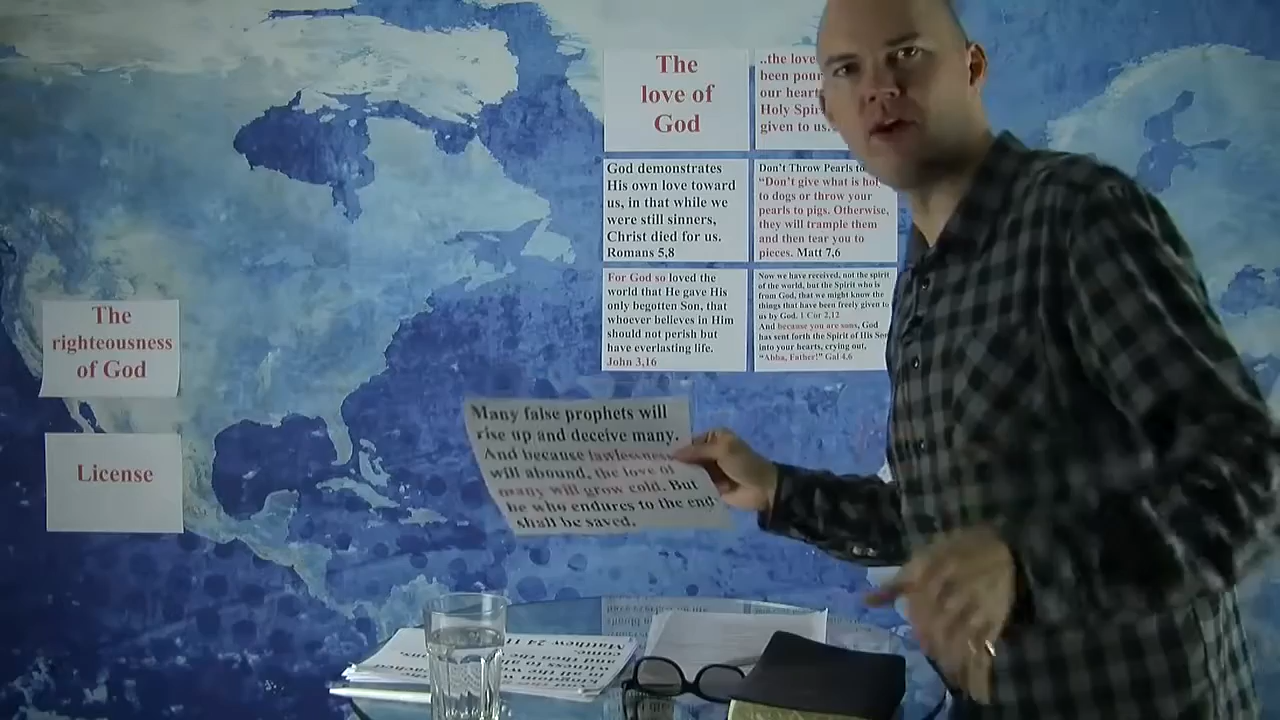 The
love of
God
..the love
been pour
our heart
Holy Spir
given to us.
God demonstrates
His own love toward
us, in that while we
were still sinners,
Christ died for us.
Romans 5,8
Don't Throw Pearls to
"Don't give what is hol
to dogs or throw your
pearls to pigs. Otherwise,
they will trample them
and then tear you to
pieces. Matt 7,6
For God so loved the
world that He gave His
only begotten Son, that
whoever believes in Him
should not perish but
have everlasting life.
John 3,16
Now we have received, not the spirit
of the world, but the Spirit who is
from God, that we might know the
things that have been freely given to
us by God. 1 Cor 2,12
And because you are sons, God
has sent forth the Spirit of His Son
into your hearts, crying out,
"Abba, Father!" Gal 4,6
The
righteousness
of God
License
Many false prophets will
rise up and deceive many.
And because lawlessness
will abound, the love of
many will grow cold. But
he who endures to the end
shall be saved.